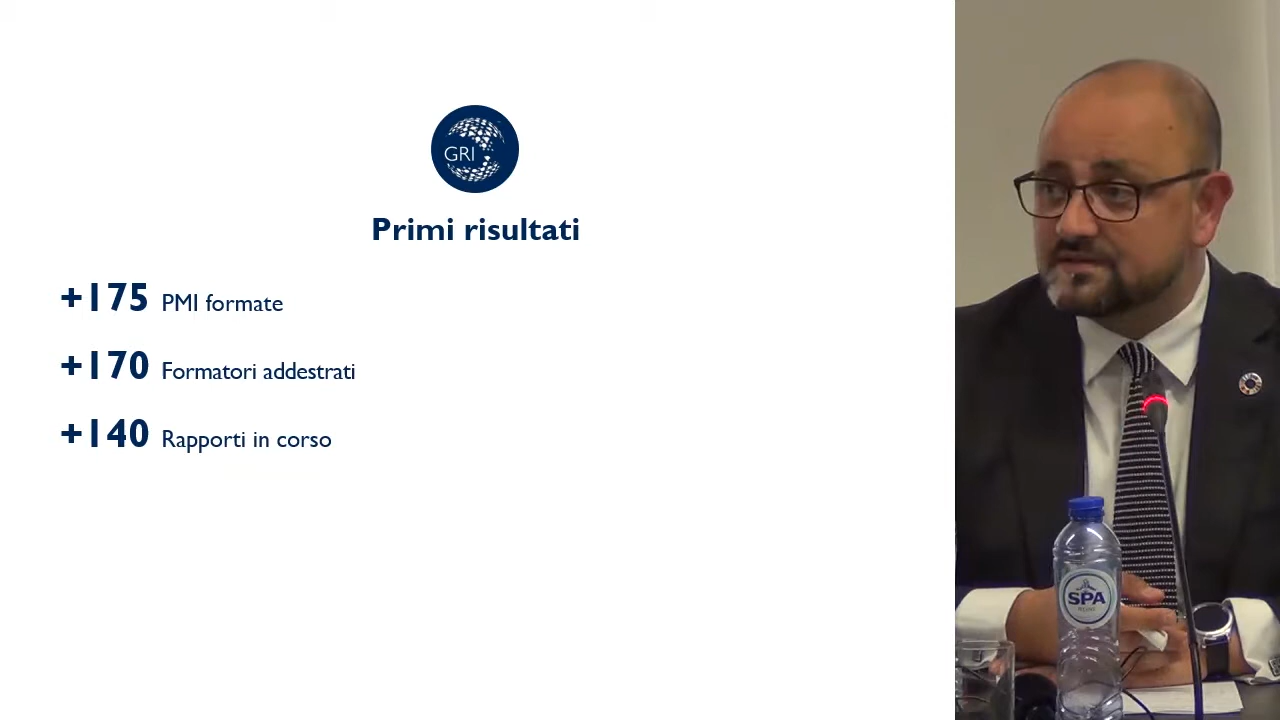 GRI
Primi risultati
+175 PMI formate
+170 Formatori addestrati
+140 Rapporti in corso
SPA